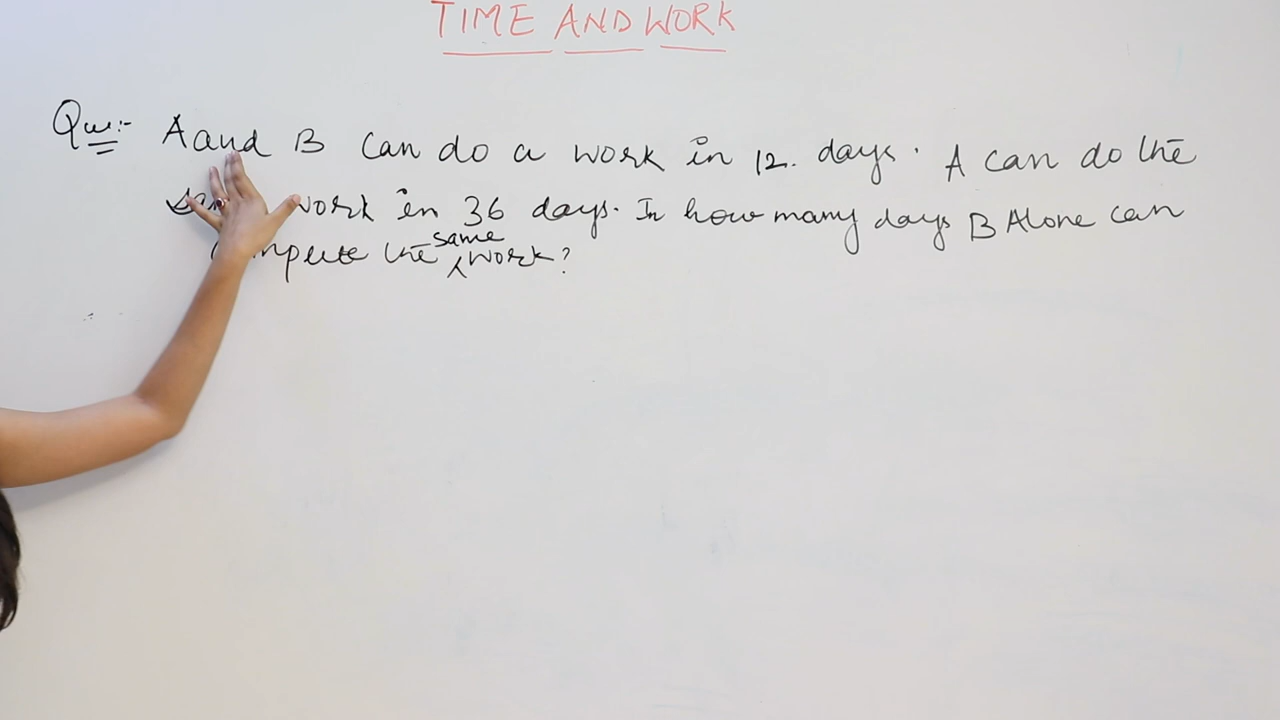 TIME AND WORK
Que:- A and B can do a work in 12. days. A can do the
work in 36 days. In how many days B Alone can
the same work?